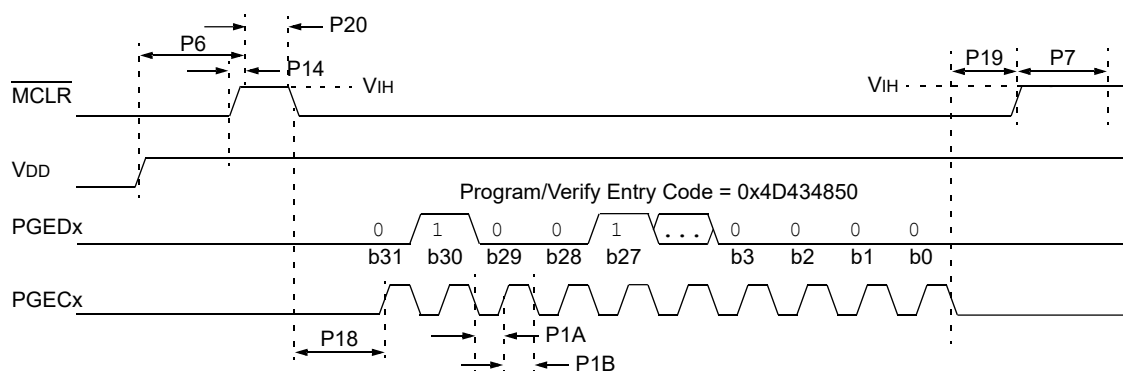 P20
P6
P19 P7
P14
MCLR VIH VIH
VDD
Program/Verify Entry Code = 0x4D434850
PGEDx 0 1 0 0 1 ... 0 0 0 0
b31 b30 b29 b28 b27 b3 b2 b1 b0
PGECx
P18 P1A
P1B